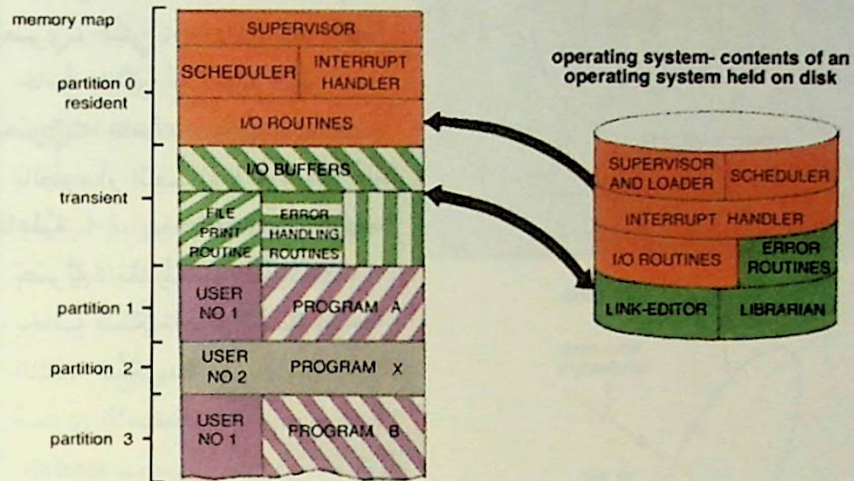 memory map
partition 0
resident
transient
partition 1
partition 2
partition 3
SUPERVISOR
SCHEDULER
INTERRUPT
HANDLER
I/O ROUTINES
I/O BUFFERS
FILE
PRINT
ROUTINE
ERROR
HANDLING
ROUTINES
USER
NO 1
PROGRAM A
USER
NO 2
PROGRAM X
USER
NO 1
PROGRAM B
operating system- contents of an
operating system held on disk
SUPERVISOR
AND LOADER
SCHEDULER
INTERRUPT HANDLER
I/O ROUTINES
ERROR
ROUTINES
LINK-EDITOR
LIBRARIAN